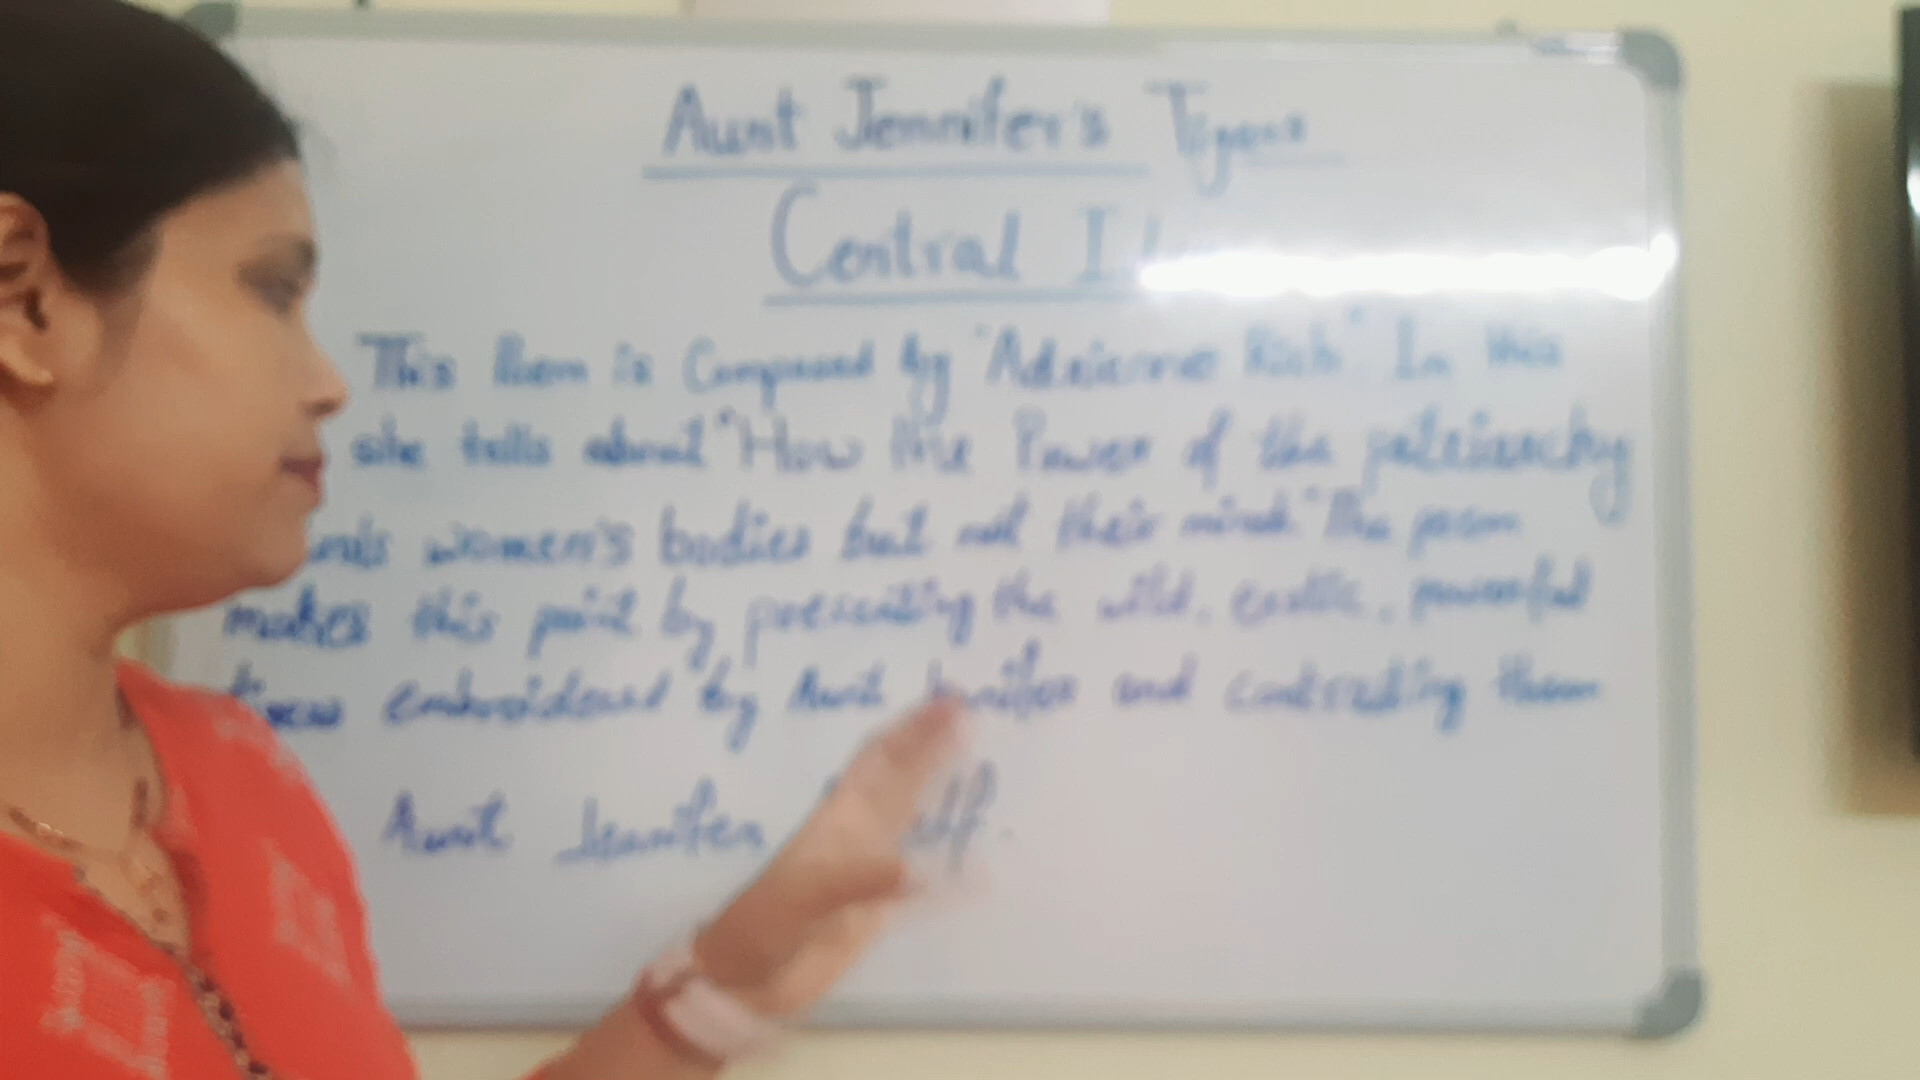 Aunt Jennifer's Tigers
Central
This Poem is Composed by "Adrienne Rich". In this
she tells about "How the Power of the patriarchy
women's bodies but not their minds." The poem
makes this point by presenting the wild, exotic, powerful
embroidered by Aunt Jennifer and contrasting them
Aunt Jennifer